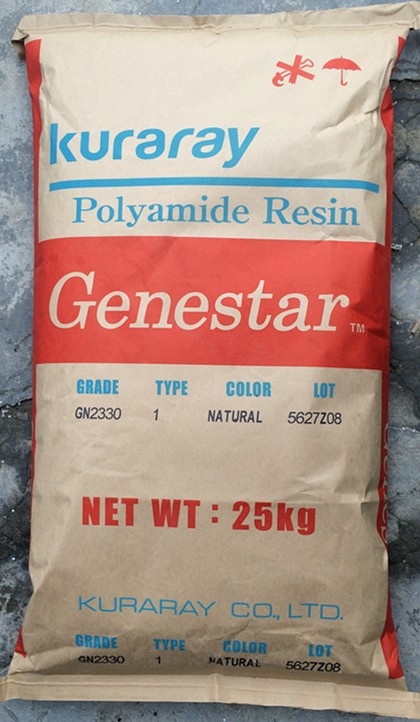 kuraray
Polyamide Resin
Genestar™
GRADE TYPE COLOR LOT
GN2330 1 NATURAL 5627Z08
NET WT : 25kg
KURARAY CO., LTD.
GRADE TYPE COLOR LOT
GN2330 1 NATURAL 5627Z08